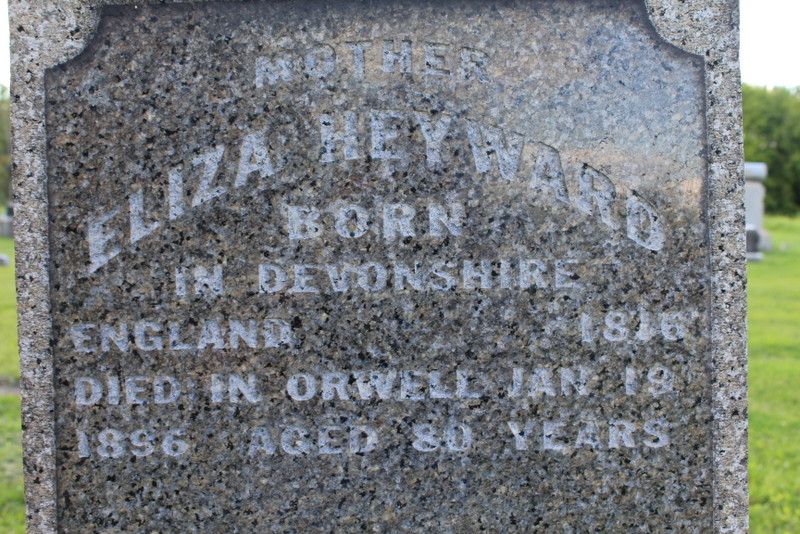 MOTHER
ELIZA HEYWARD
BORN
IN DEVONSHIRE
ENGLAND 1816
DIED IN ORWELL JAN 19
1896 AGED 80 YEARS